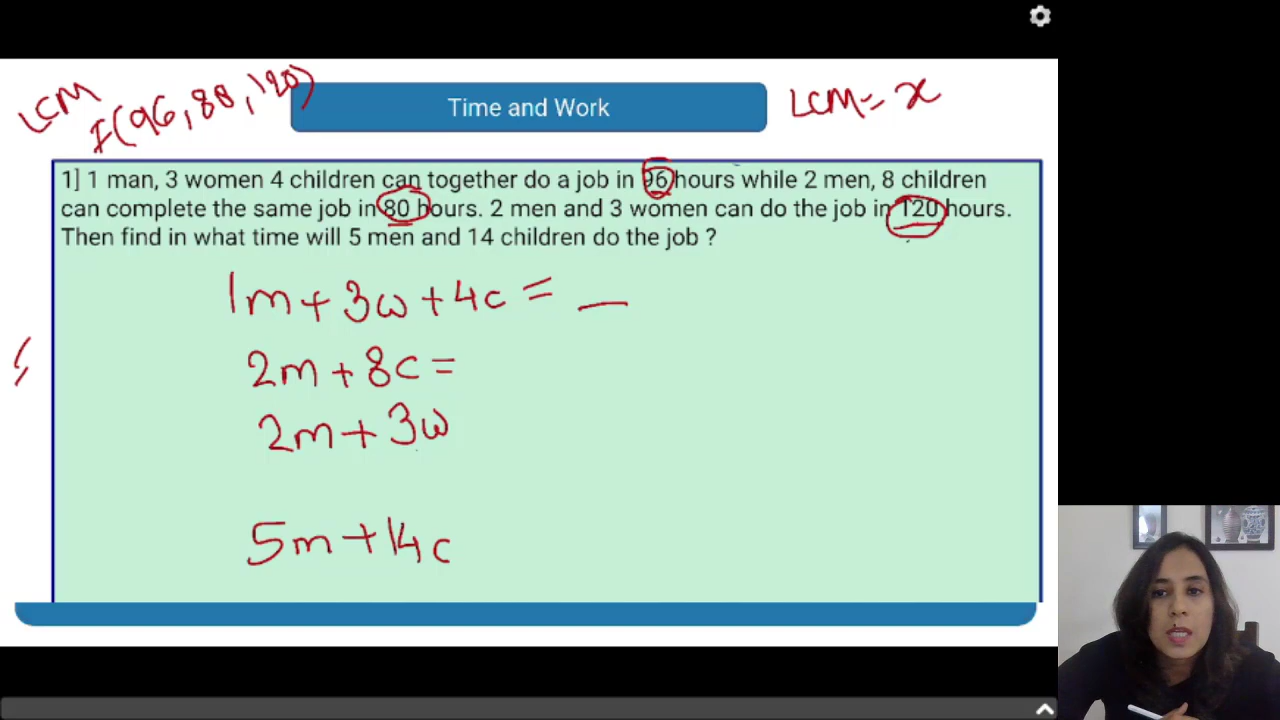 LCM
(96, 88, 120)
Time and Work
LCM = x
1] 1 man, 3 women 4 children can together do a job in 96 hours while 2 men, 8 children
can complete the same job in 80 hours. 2 men and 3 women can do the job in 120 hours.
Then find in what time will 5 men and 14 children do the job ?
1m + 3w + 4c = _
2m + 8c =
2m + 3w
5m + 14c